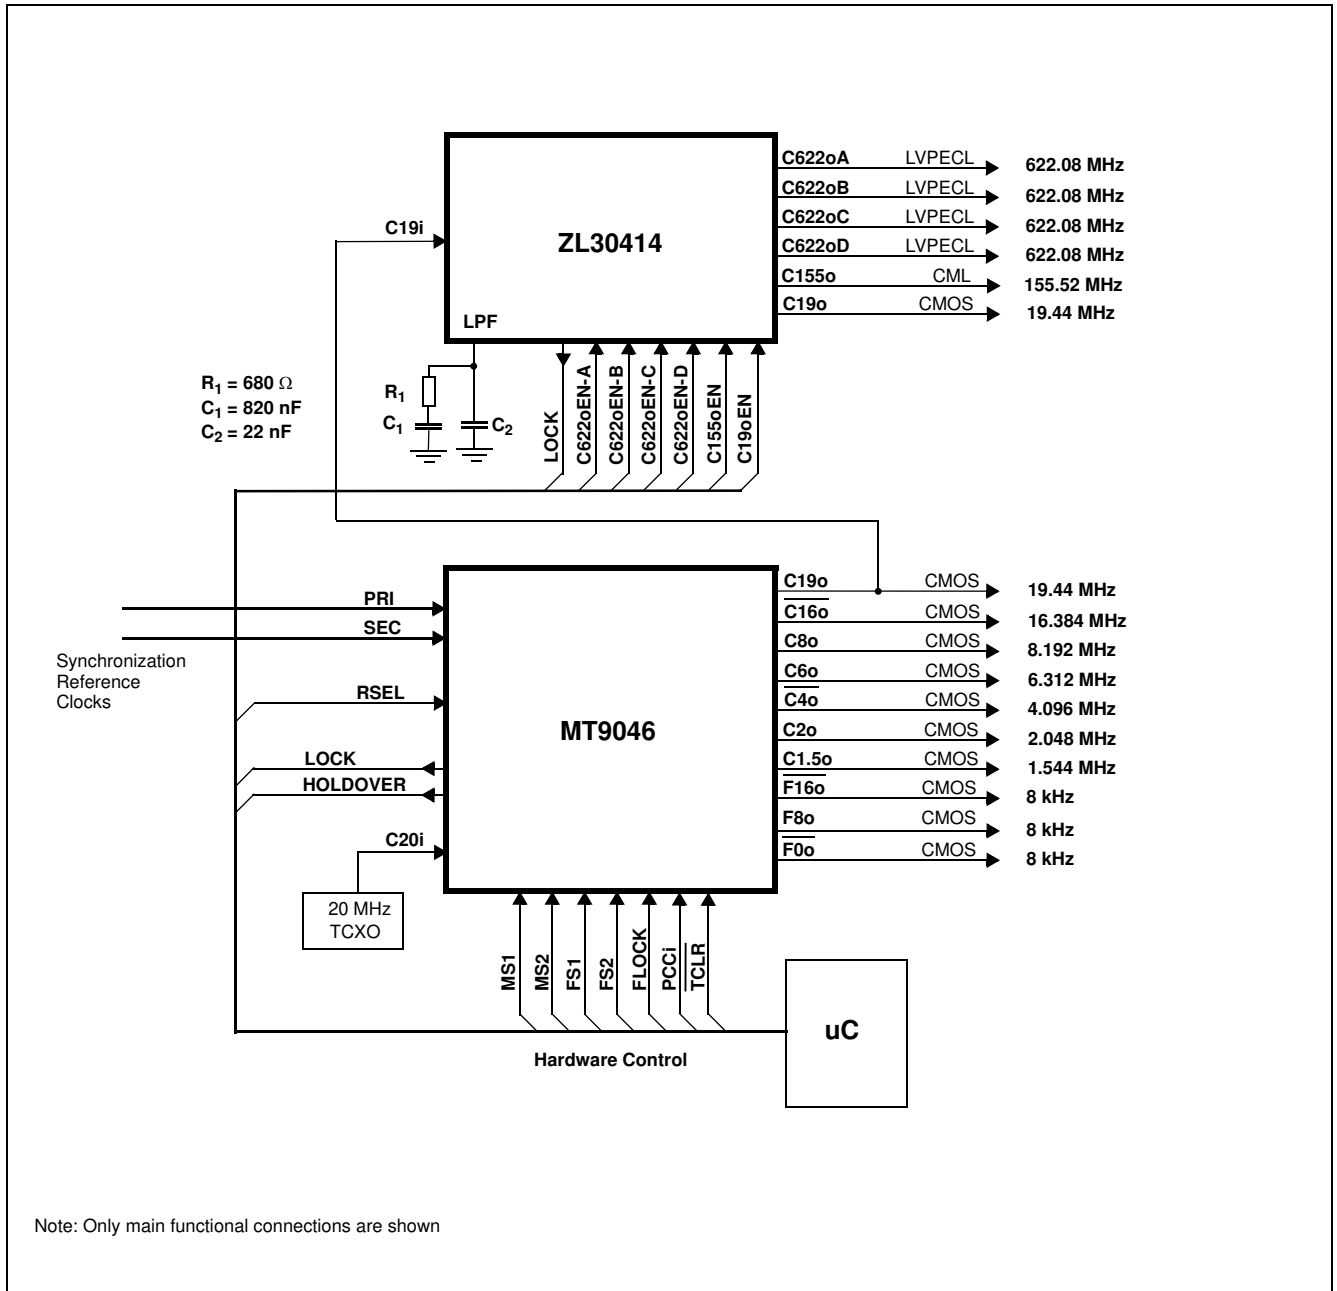 C622oA LVPECL 622.08 MHz
C622oB LVPECL 622.08 MHz
C622oC LVPECL 622.08 MHz
C622oD LVPECL 622.08 MHz
C155o CML 155.52 MHz
C19o CMOS 19.44 MHz
C19i
ZL30414
LPF
R1 = 680 Ω
C1 = 820 nF
C2 = 22 nF
R1
C1
C2
LOCK
C622oEN-A
C622oEN-B
C622oEN-C
C622oEN-D
C155oEN
C19oEN
PRI
SEC
Synchronization
Reference
Clocks
RSEL
LOCK
HOLDOVER
C20i
20 MHz
TCXO
MT9046
C19o CMOS 19.44 MHz
C16o CMOS 16.384 MHz
C8o CMOS 8.192 MHz
C6o CMOS 6.312 MHz
C4o CMOS 4.096 MHz
C2o CMOS 2.048 MHz
C1.5o CMOS 1.544 MHz
F16o CMOS 8 kHz
F8o CMOS 8 kHz
F0o CMOS 8 kHz
MS1
MS2
FS1
FS2
FLOCK
PCCi
TCLR
uC
Hardware Control
Note: Only main functional connections are shown